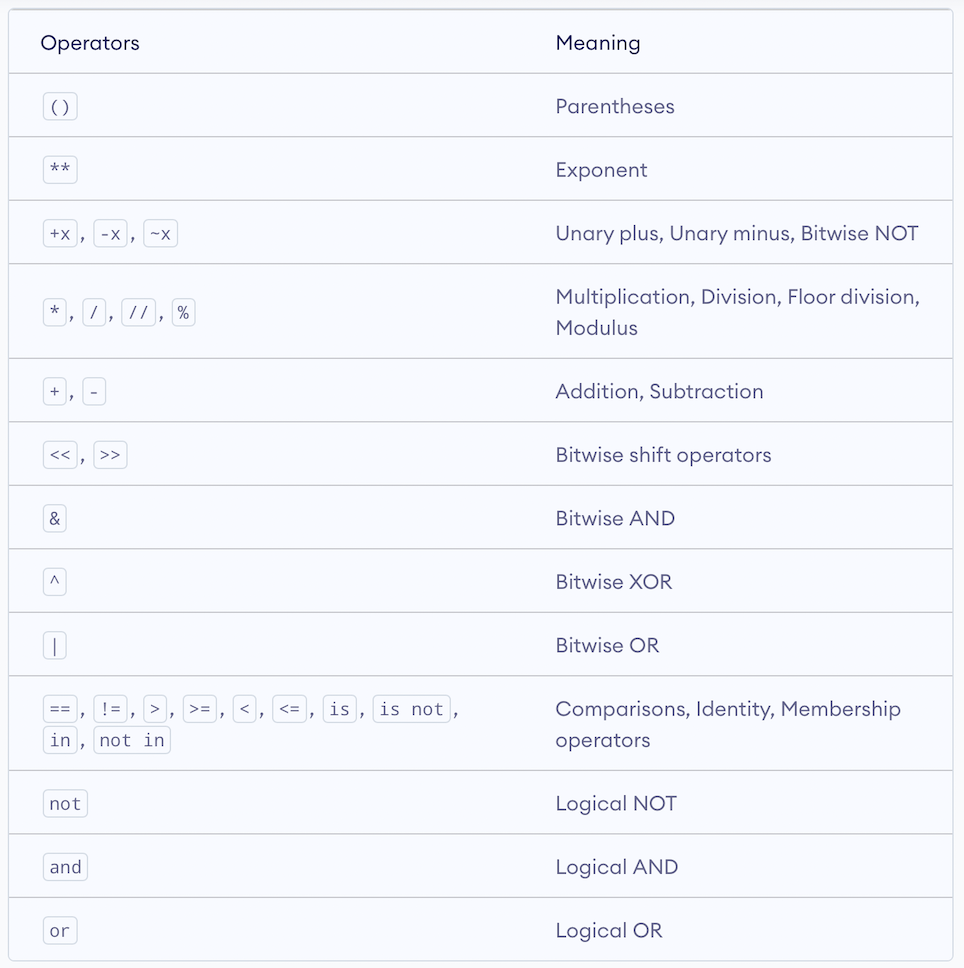 Operators Meaning
() Parentheses
** Exponent
+x, -x, ~x Unary plus, Unary minus, Bitwise NOT
*, /, //, % Multiplication, Division, Floor division,
Modulus
+, - Addition, Subtraction
<<, >> Bitwise shift operators
& Bitwise AND
^ Bitwise XOR
| Bitwise OR
==, !=, >, >=, <, <=, is, is not, Comparisons, Identity, Membership
in, not in operators
not Logical NOT
and Logical AND
or Logical OR